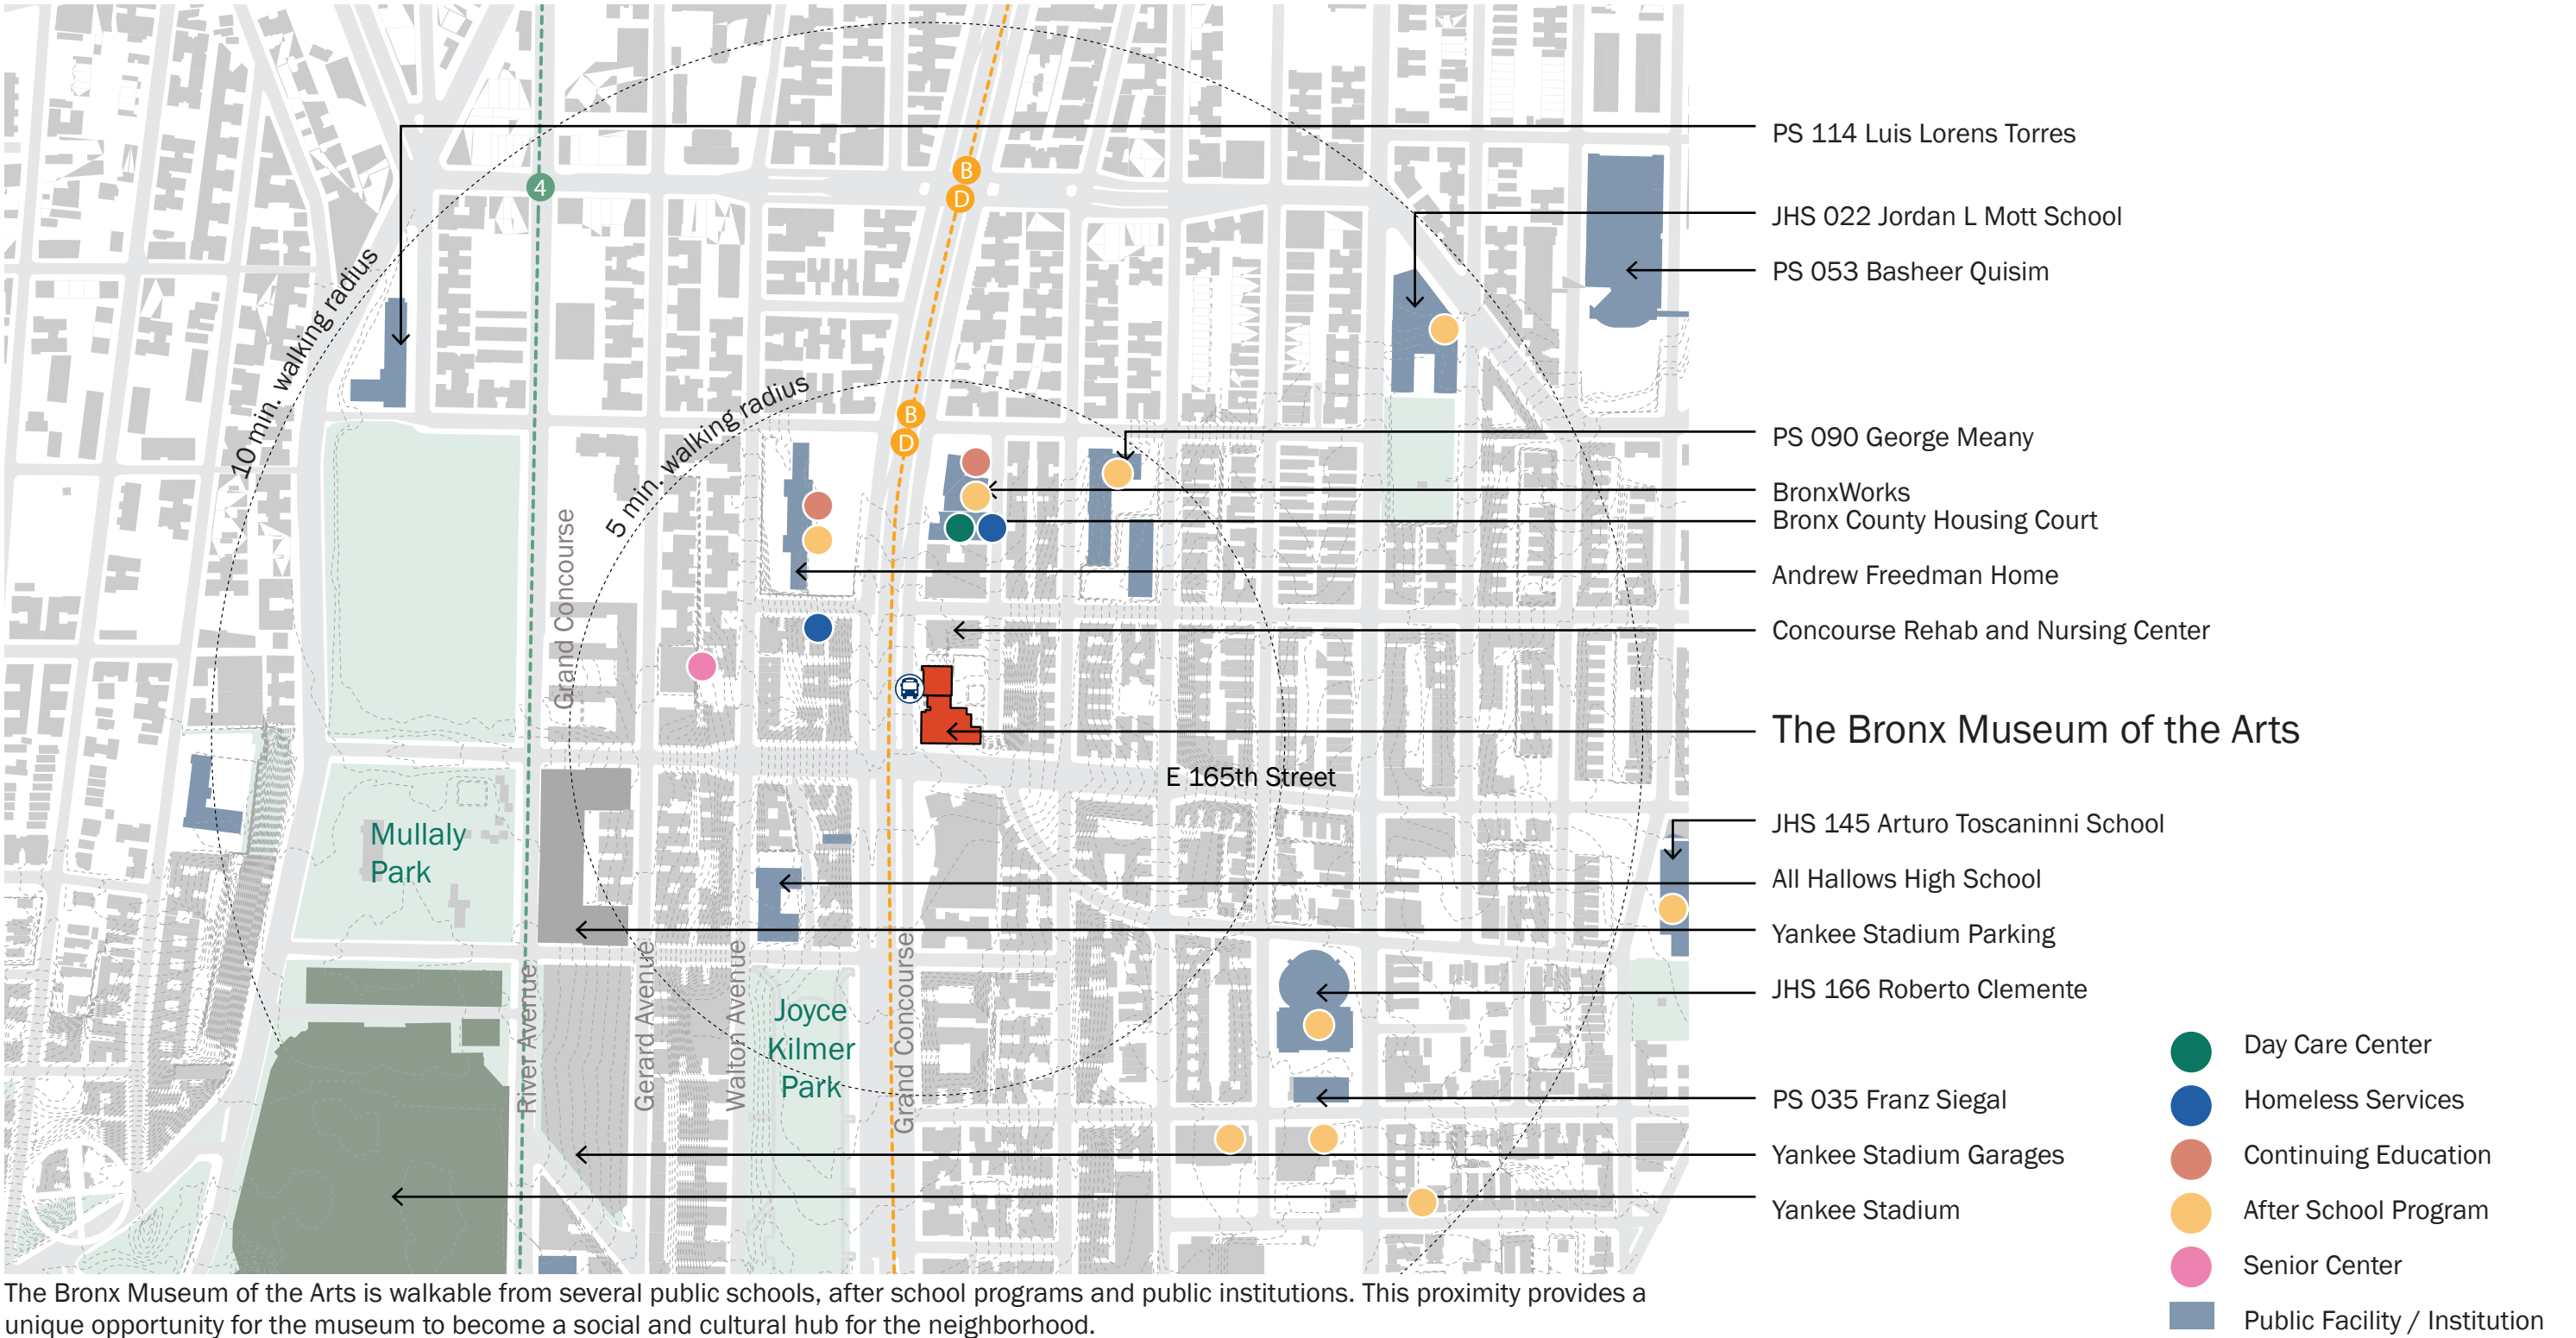 PS 114 Luis Lorens Torres
JHS 022 Jordan L Mott School
PS 053 Basheer Quisim
PS 090 George Meany
BronxWorks
Bronx County Housing Court
Andrew Freedman Home
Concourse Rehab and Nursing Center
The Bronx Museum of the Arts
JHS 145 Arturo Toscaninni School
All Hallows High School
Yankee Stadium Parking
JHS 166 Roberto Clemente
PS 035 Franz Siegal
Yankee Stadium Garages
Yankee Stadium
4
B
D
B
D
10 min. walking radius
5 min. walking radius
Grand Concourse
E 165th Street
Mullaly
Park
River Avenue
Gerard Avenue
Walton Avenue
Joyce
Kilmer
Park
Grand Concourse
Day Care Center
Homeless Services
Continuing Education
After School Program
Senior Center
Public Facility / Institution
The Bronx Museum of the Arts is walkable from several public schools, after school programs and public institutions. This proximity provides a
unique opportunity for the museum to become a social and cultural hub for the neighborhood.